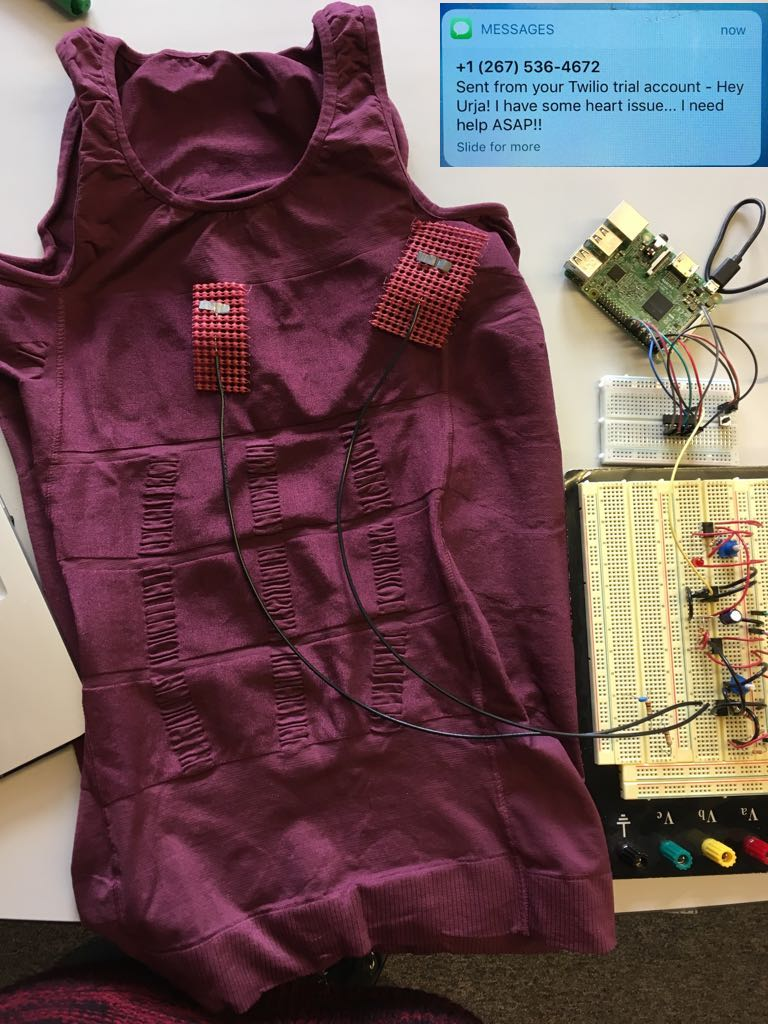 MESSAGES now
+1 (267) 536-4672
Sent from your Twilio trial account - Hey
Urja! I have some heart issue... I need
help ASAP!!
Slide for more
Vc Vb Va